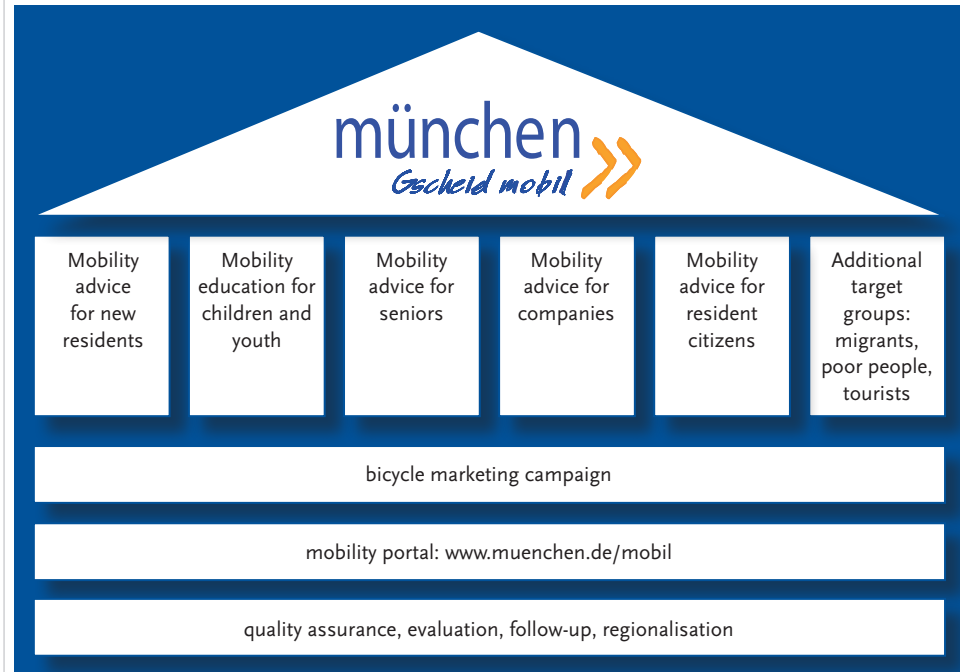 münchen
Gscheid mobil
Mobility
advice
for new
residents
Mobility
education for
children and
youth
Mobility
advice for
seniors
Mobility
advice for
companies
Mobility
advice for
resident
citizens
Additional
target
groups:
migrants,
poor people,
tourists
bicycle marketing campaign
mobility portal: www.muenchen.de/mobil
quality assurance, evaluation, follow-up, regionalisation